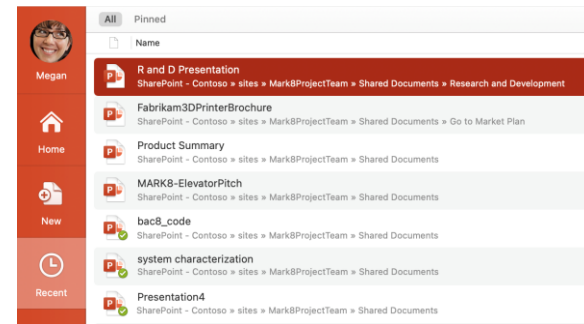 All Pinned
Name
Megan
R and D Presentation
SharePoint - Contoso » sites » Mark8ProjectTeam » Shared Documents » Research and Development
Fabrikam3DPrinterBrochure
SharePoint - Contoso » sites » Mark8ProjectTeam » Shared Documents » Go to Market Plan
Home
Product Summary
SharePoint - Contoso » sites » Mark8ProjectTeam » Shared Documents
MARK8-ElevatorPitch
SharePoint - Contoso » sites » Mark8ProjectTeam » Shared Documents
New
bac8_code
SharePoint - Contoso » sites » Mark8ProjectTeam » Shared Documents
system characterization
SharePoint - Contoso » sites » Mark8ProjectTeam » Shared Documents
Recent
Presentation4
SharePoint - Contoso » sites » Mark8ProjectTeam » Shared Documents